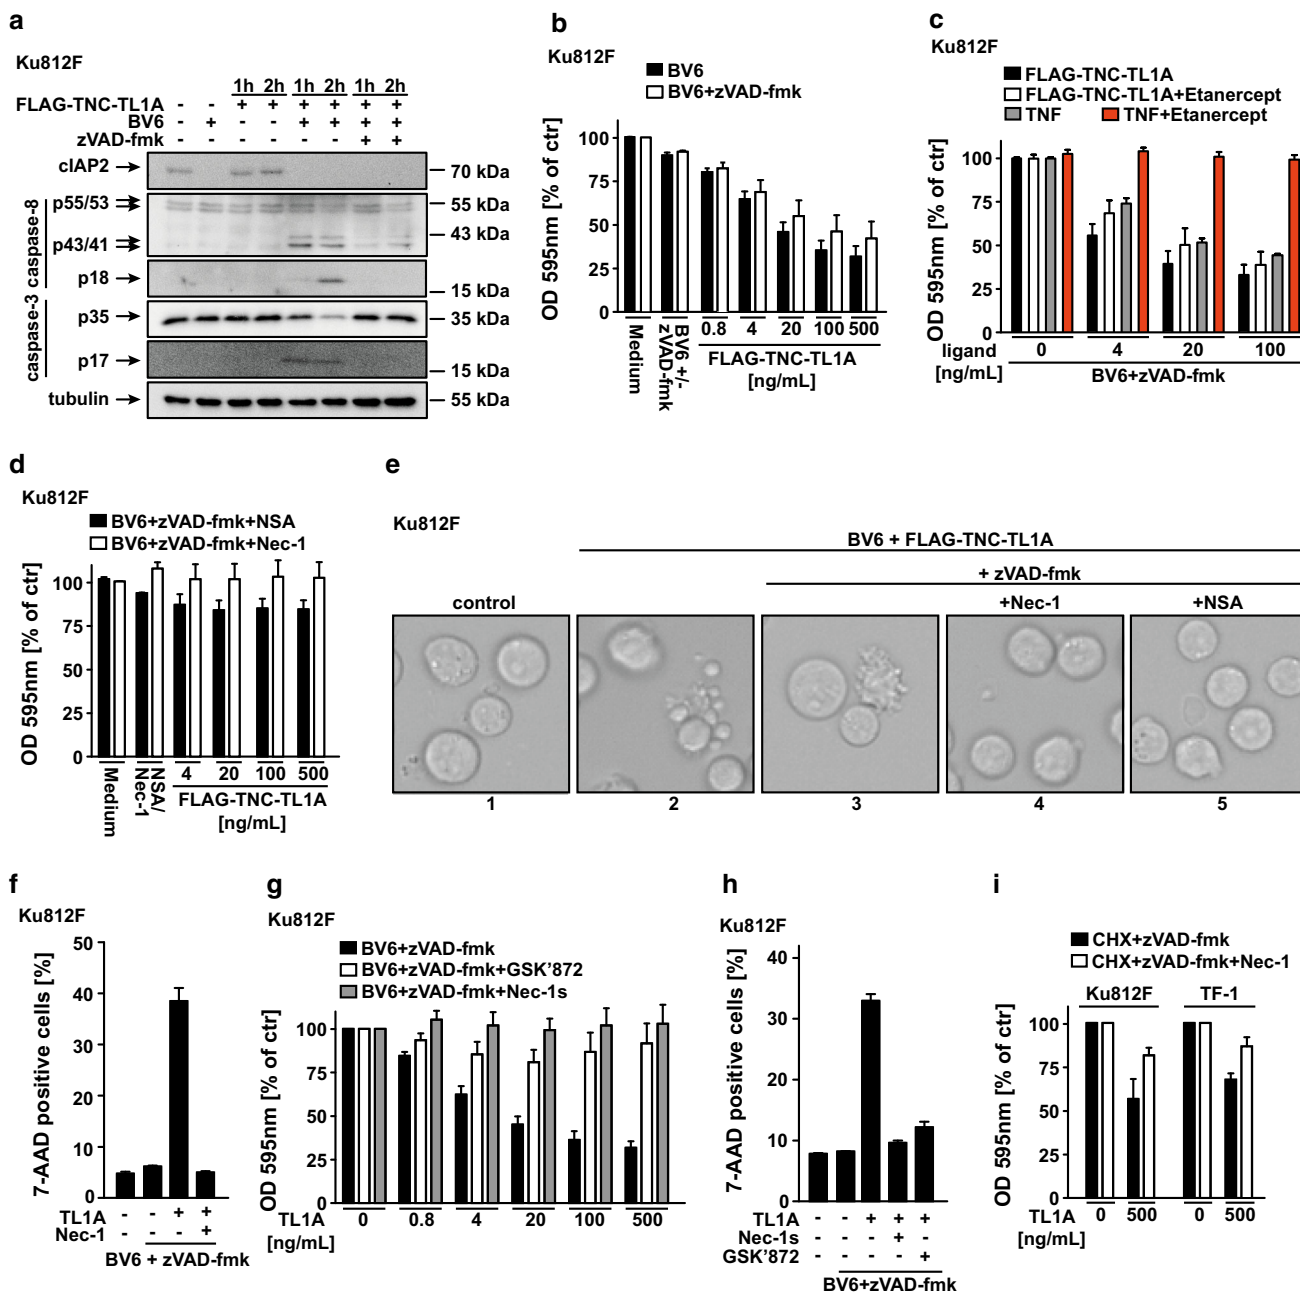 a
Ku812F
1h 2h 1h 2h 1h 2h
FLAG-TNC-TL1A - - + + + + + +
BV6 - + - - + + + +
zVAD-fmk - - - - - - + +
cIAP2
70 kDa
caspase-8
p55/53
55 kDa
p43/41
43 kDa
p18
15 kDa
caspase-3
p35
35 kDa
p17
15 kDa
tubulin
55 kDa
b
Ku812F
BV6
BV6+zVAD-fmk
OD 595nm [% of ctr]
100
75
50
25
0
Medium
BV6 +/-
zVAD-fmk
0.8 4 20 100 500
FLAG-TNC-TL1A
[ng/mL]
c
Ku812F
FLAG-TNC-TL1A
FLAG-TNC-TL1A+Etanercept
TNF TNF+Etanercept
OD 595nm [% of ctr]
100
75
50
25
0
ligand 0 4 20 100
[ng/mL] BV6+zVAD-fmk
d
Ku812F
BV6+zVAD-fmk+NSA
BV6+zVAD-fmk+Nec-1
OD 595nm [% of ctr]
100
75
50
25
0
Medium
NSA/
Nec-1
4 20 100 500
FLAG-TNC-TL1A
[ng/mL]
e
Ku812F
BV6 + FLAG-TNC-TL1A
+ zVAD-fmk
control +Nec-1 +NSA
1 2 3 4 5
f
Ku812F
7-AAD positive cells [%]
50
40
30
20
10
0
TL1A - - + +
Nec-1 - - - +
BV6 + zVAD-fmk
g
Ku812F
BV6+zVAD-fmk
BV6+zVAD-fmk+GSK'872
BV6+zVAD-fmk+Nec-1s
OD 595nm [% of ctr]
100
75
50
25
0
TL1A 0 0.8 4 20 100 500
[ng/mL]
h
Ku812F
7-AAD positive cells [%]
40
30
20
10
0
TL1A - - + + +
Nec-1s - - - + -
GSK'872 - - - - +
BV6+zVAD-fmk
i
CHX+zVAD-fmk
CHX+zVAD-fmk+Nec-1
Ku812F TF-1
OD 595nm [% of ctr]
100
75
50
25
0
TL1A 0 500 0 500
[ng/mL]